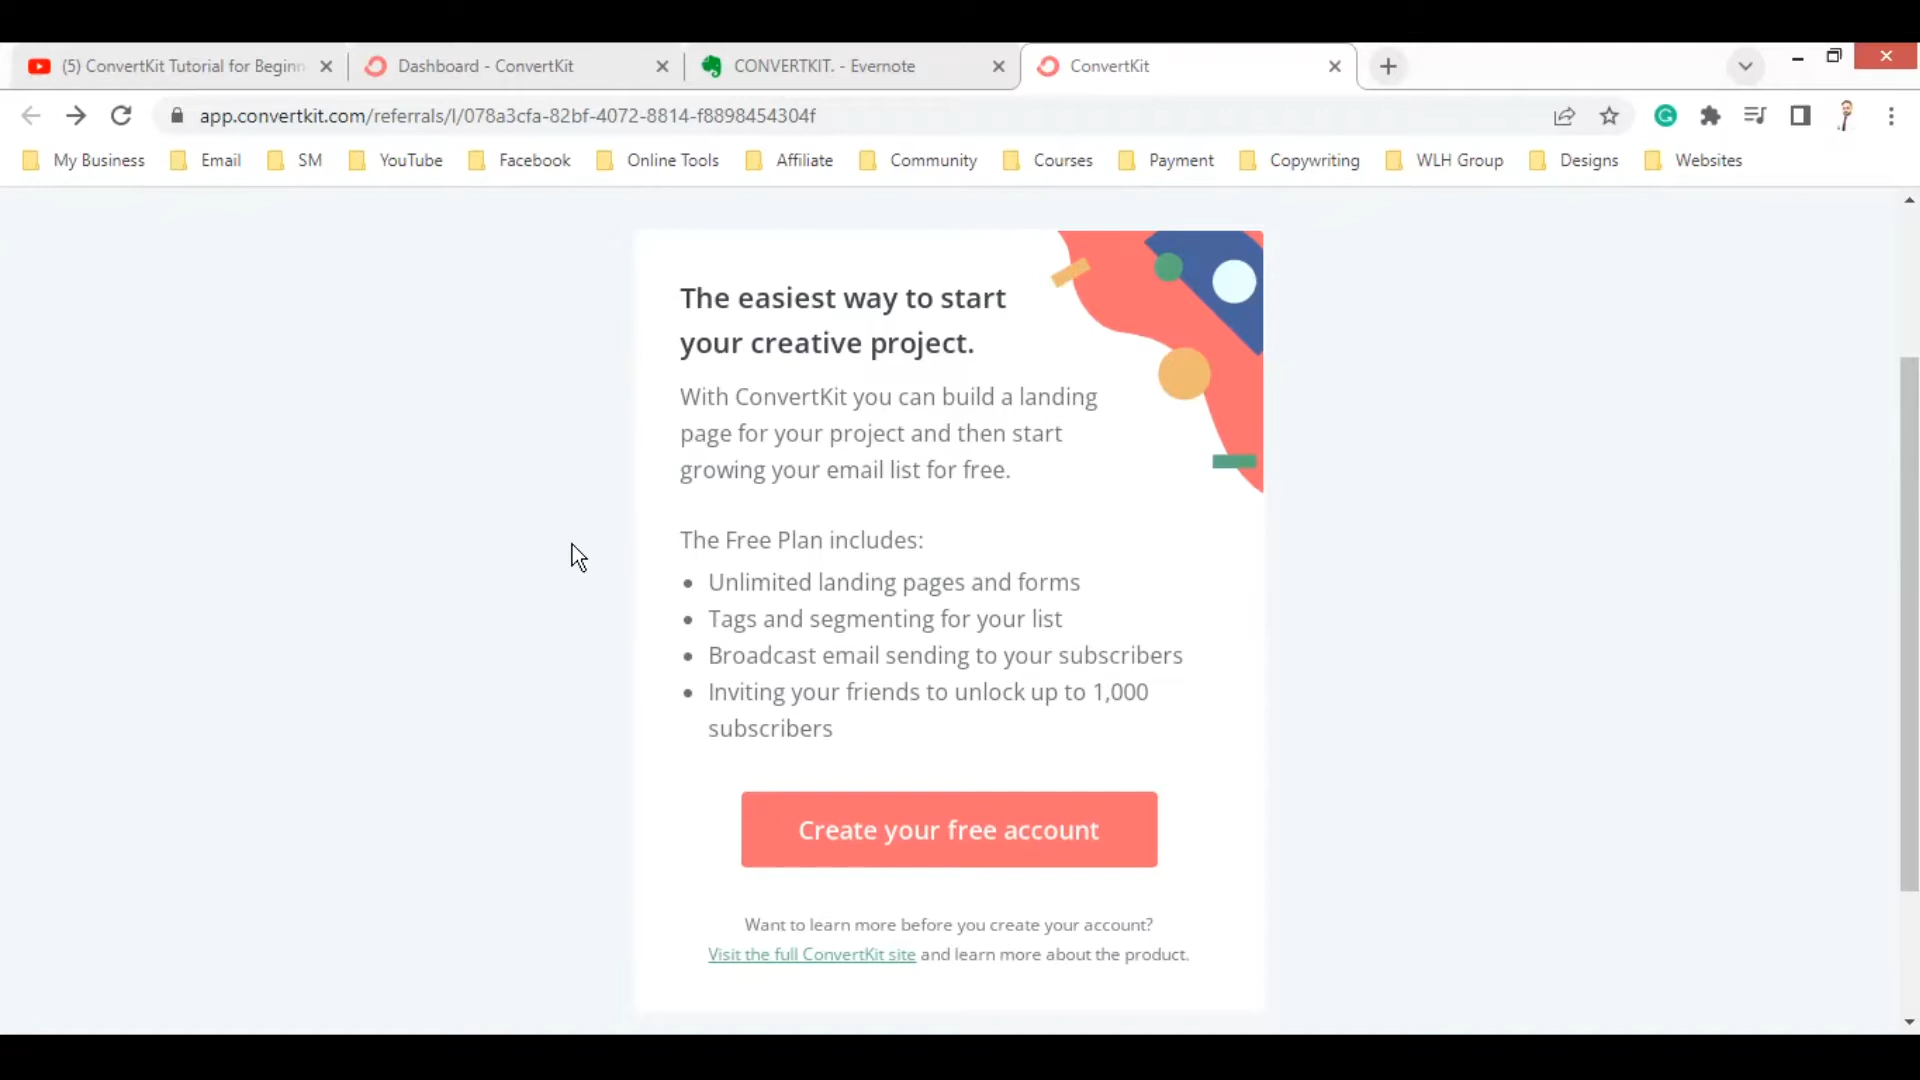 (5) ConvertKit Tutorial for Beginn
Dashboard - ConvertKit
CONVERTKIT. - Evernote
ConvertKit
app.convertkit.com/referrals/l/078a3cfa-82bf-4072-8814-f8898454304f
My Business
Email
SM
YouTube
Facebook
Online Tools
Affiliate
Community
Courses
Payment
Copywriting
WLH Group
Designs
Websites
The easiest way to start
your creative project.
With ConvertKit you can build a landing
page for your project and then start
growing your email list for free.
The Free Plan includes:
• Unlimited landing pages and forms
• Tags and segmenting for your list
• Broadcast email sending to your subscribers
• Inviting your friends to unlock up to 1,000
subscribers
Create your free account
Want to learn more before you create your account?
Visit the full ConvertKit site and learn more about the product.